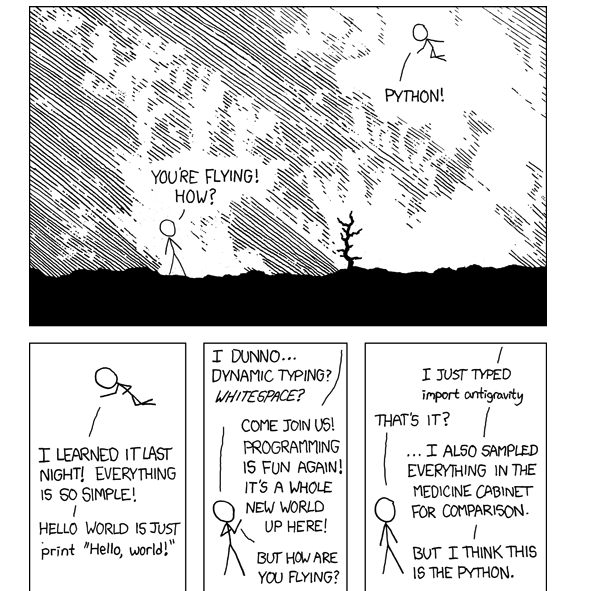 PYTHON!
YOU'RE FLYING!
HOW?
I LEARNED IT LAST
NIGHT! EVERYTHING
IS SO SIMPLE!
HELLO WORLD IS JUST
print "Hello, world!"
I DUNNO...
DYNAMIC TYPING?
WHITESPACE?
COME JOIN US!
PROGRAMMING
IS FUN AGAIN!
IT'S A WHOLE
NEW WORLD
UP HERE!
BUT HOW ARE
YOU FLYING?
I JUST TYPED
import antigravity
THAT'S IT?
...I ALSO SAMPLED
EVERYTHING IN THE
MEDICINE CABINET
FOR COMPARISON.
BUT I THINK THIS
IS THE PYTHON.